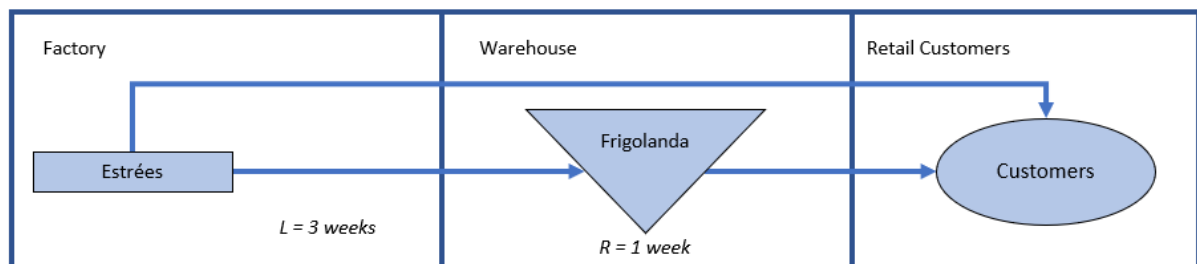 Factory
Warehouse
Retail Customers
Estrées
Frigolanda
Customers
L = 3 weeks
R = 1 week